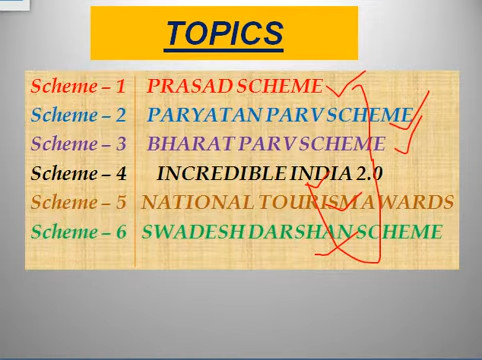 TOPICS
Scheme – 1 PRASAD SCHEME
Scheme – 2 PARYATAN PARV SCHEME
Scheme – 3 BHARAT PARV SCHEME
Scheme – 4 INCREDIBLE INDIA 2.0
Scheme – 5 NATIONAL TOURISM AWARDS
Scheme – 6 SWADESH DARSHAN SCHEME